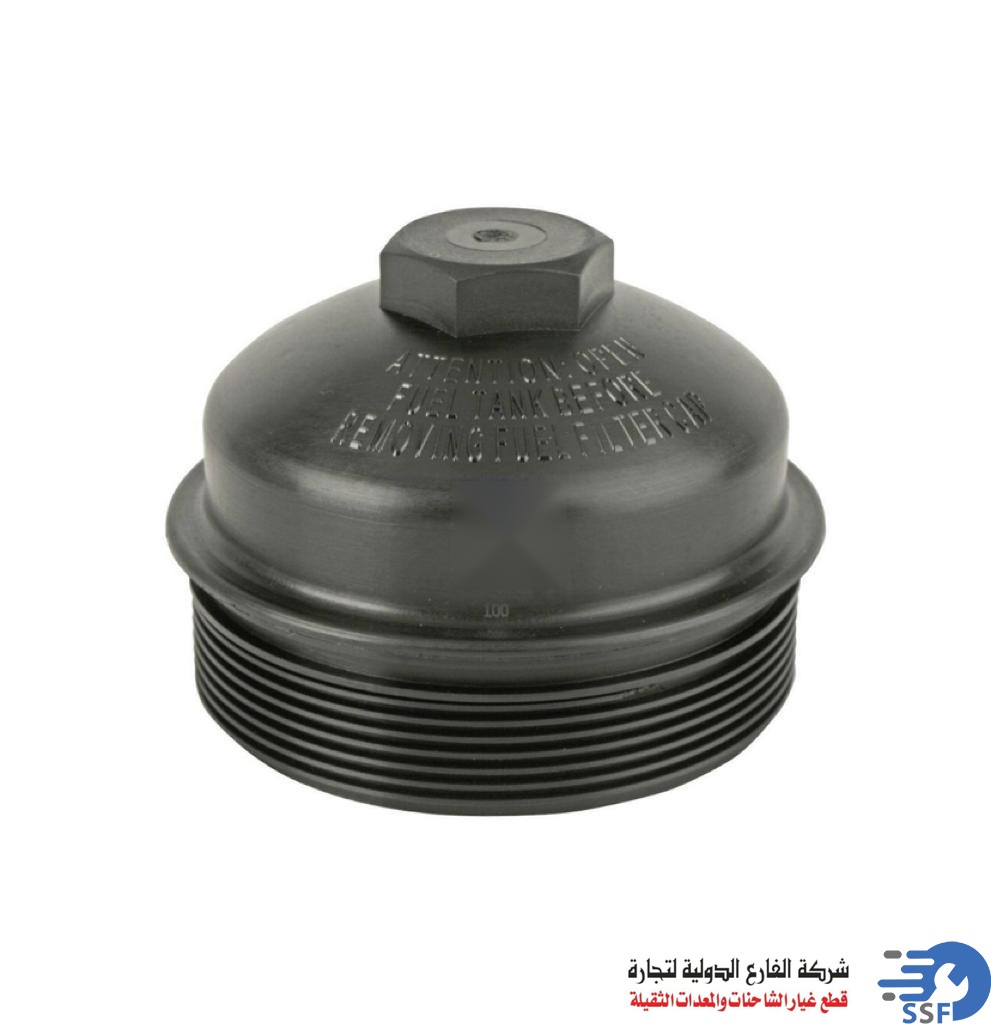 ATTENTION: OPEN
FUEL TANK BEFORE
REMOVING FUEL FILTER CAP
100
شركة الفارع الدولية لتجارة
قطع غيار الشاحنات والمعدات الثقيلة
SSF